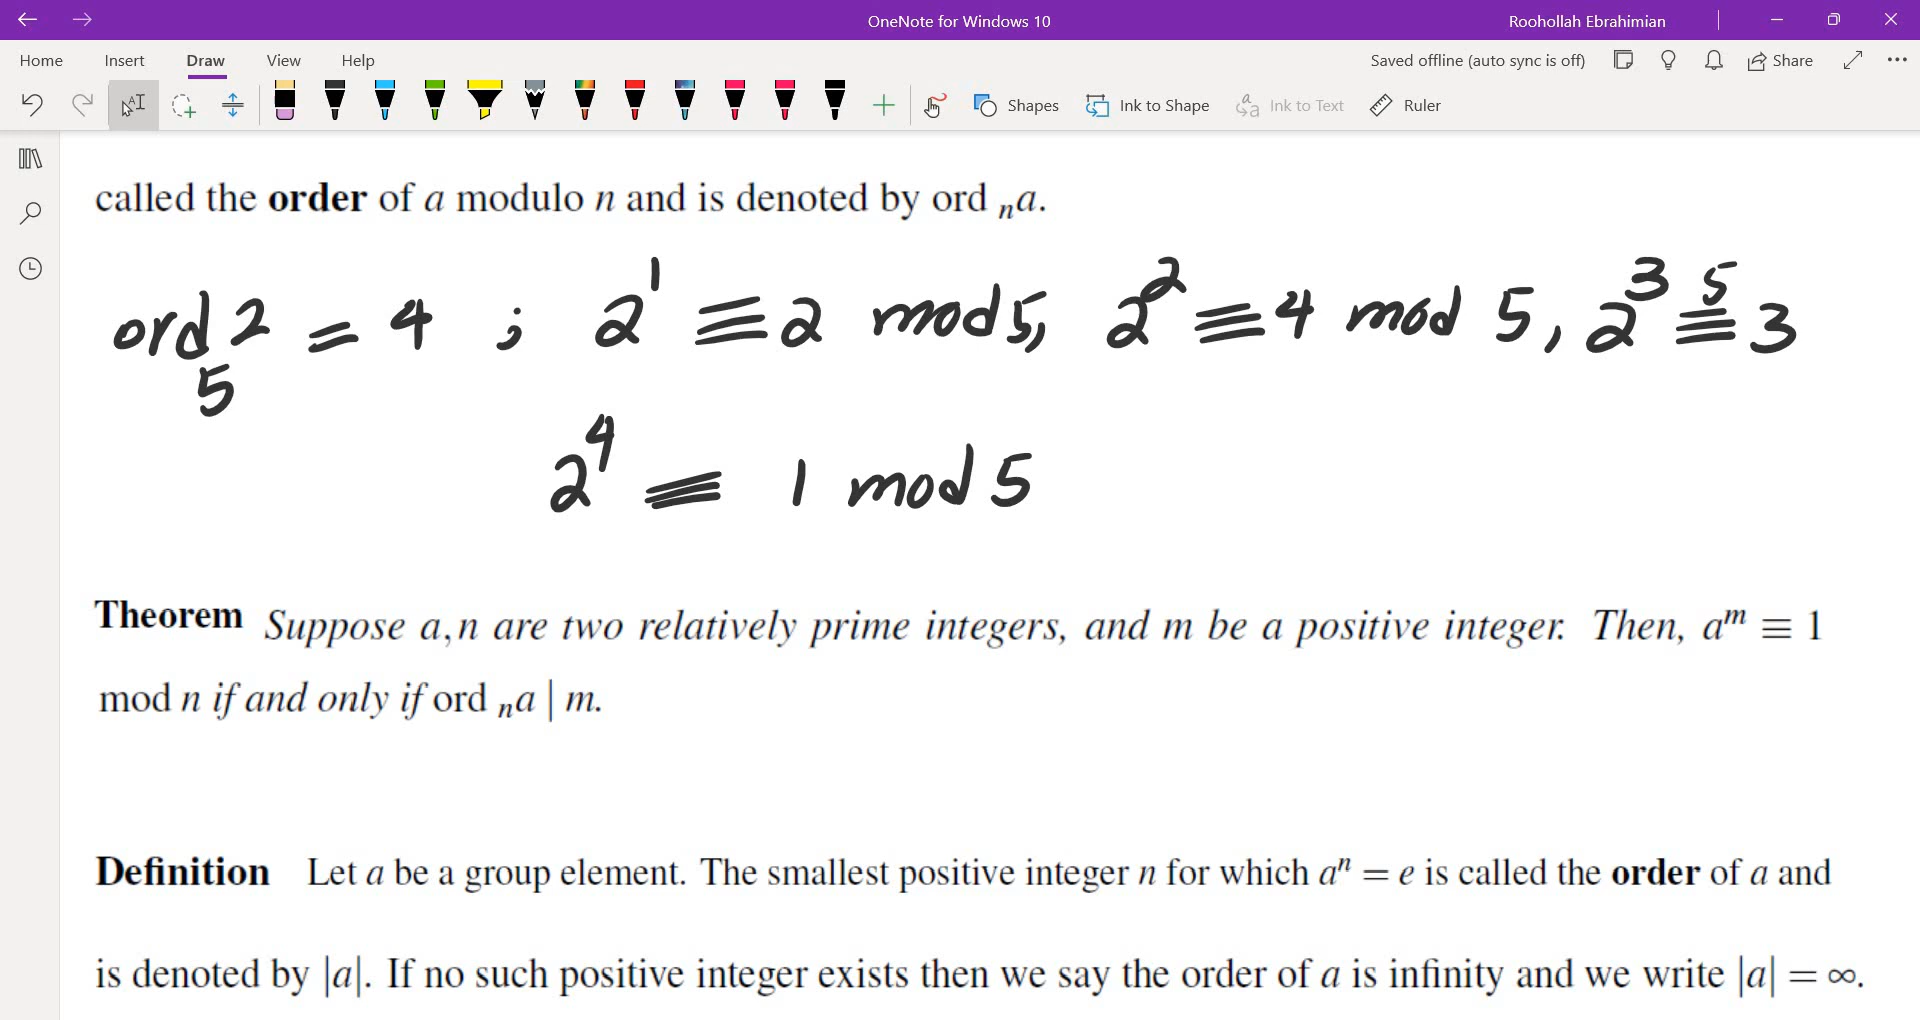 OneNote for Windows 10
Roohollah Ebrahimian
Home Insert Draw View Help
Saved offline (auto sync is off) Share
Shapes Ink to Shape Ink to Text Ruler
called the order of a modulo n and is denoted by ord ₙa.
ord₅ 2 = 4 ; 2¹ ≡ 2 mod 5, 2² ≡ 4 mod 5, 2³ ≡⁵ 3
2⁴ ≡ 1 mod 5
Theorem Suppose a, n are two relatively prime integers, and m be a positive integer. Then, aᵐ ≡ 1
mod n if and only if ord ₙa | m.
Definition Let a be a group element. The smallest positive integer n for which aⁿ = e is called the order of a and
is denoted by |a|. If no such positive integer exists then we say the order of a is infinity and we write |a| = ∞.